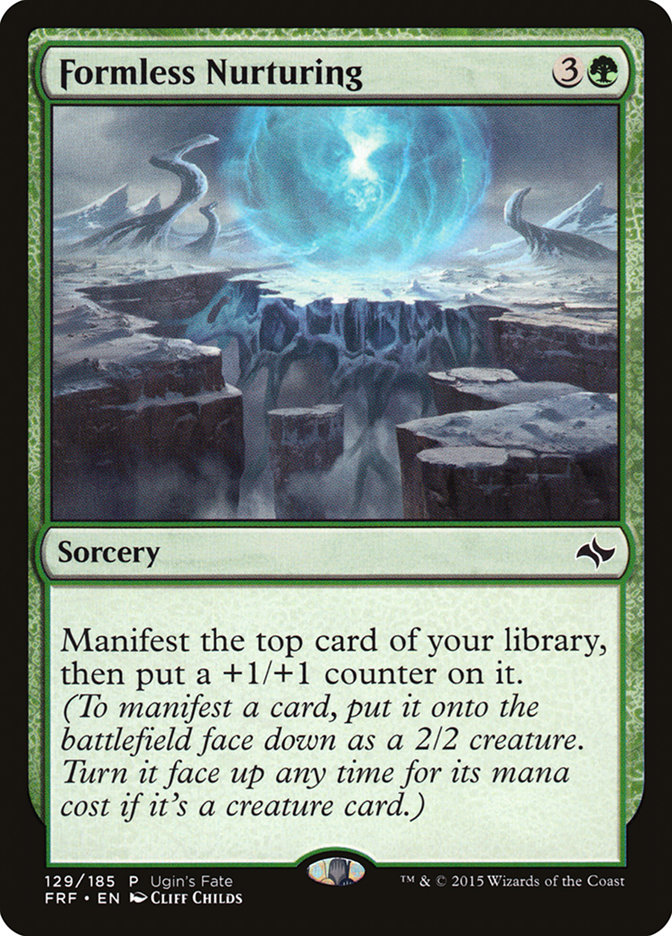 Formless Nurturing 3
Sorcery
Manifest the top card of your library,
then put a +1/+1 counter on it.
(To manifest a card, put it onto the
battlefield face down as a 2/2 creature.
Turn it face up any time for its mana
cost if it's a creature card.)
129/185 P Ugin's Fate
FRF • EN Cliff Childs
™ & © 2015 Wizards of the Coast